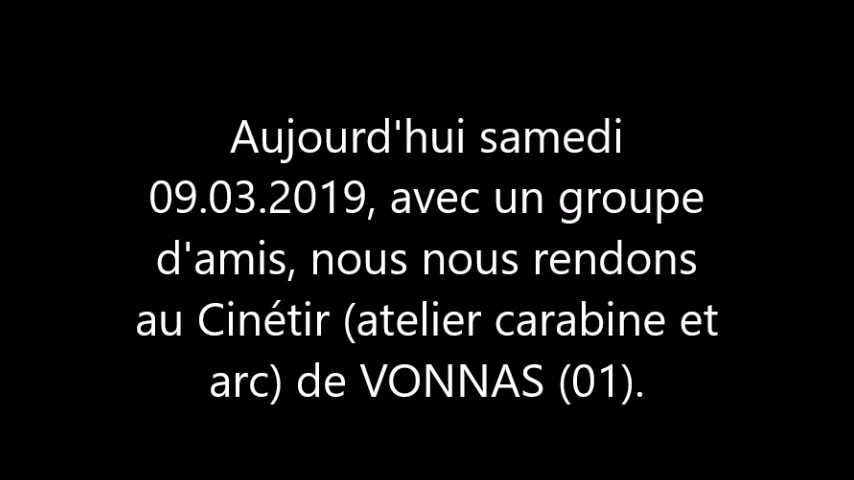 Aujourd'hui samedi
09.03.2019, avec un groupe
d'amis, nous nous rendons
au Cinétir (atelier carabine et
arc) de VONNAS (01).